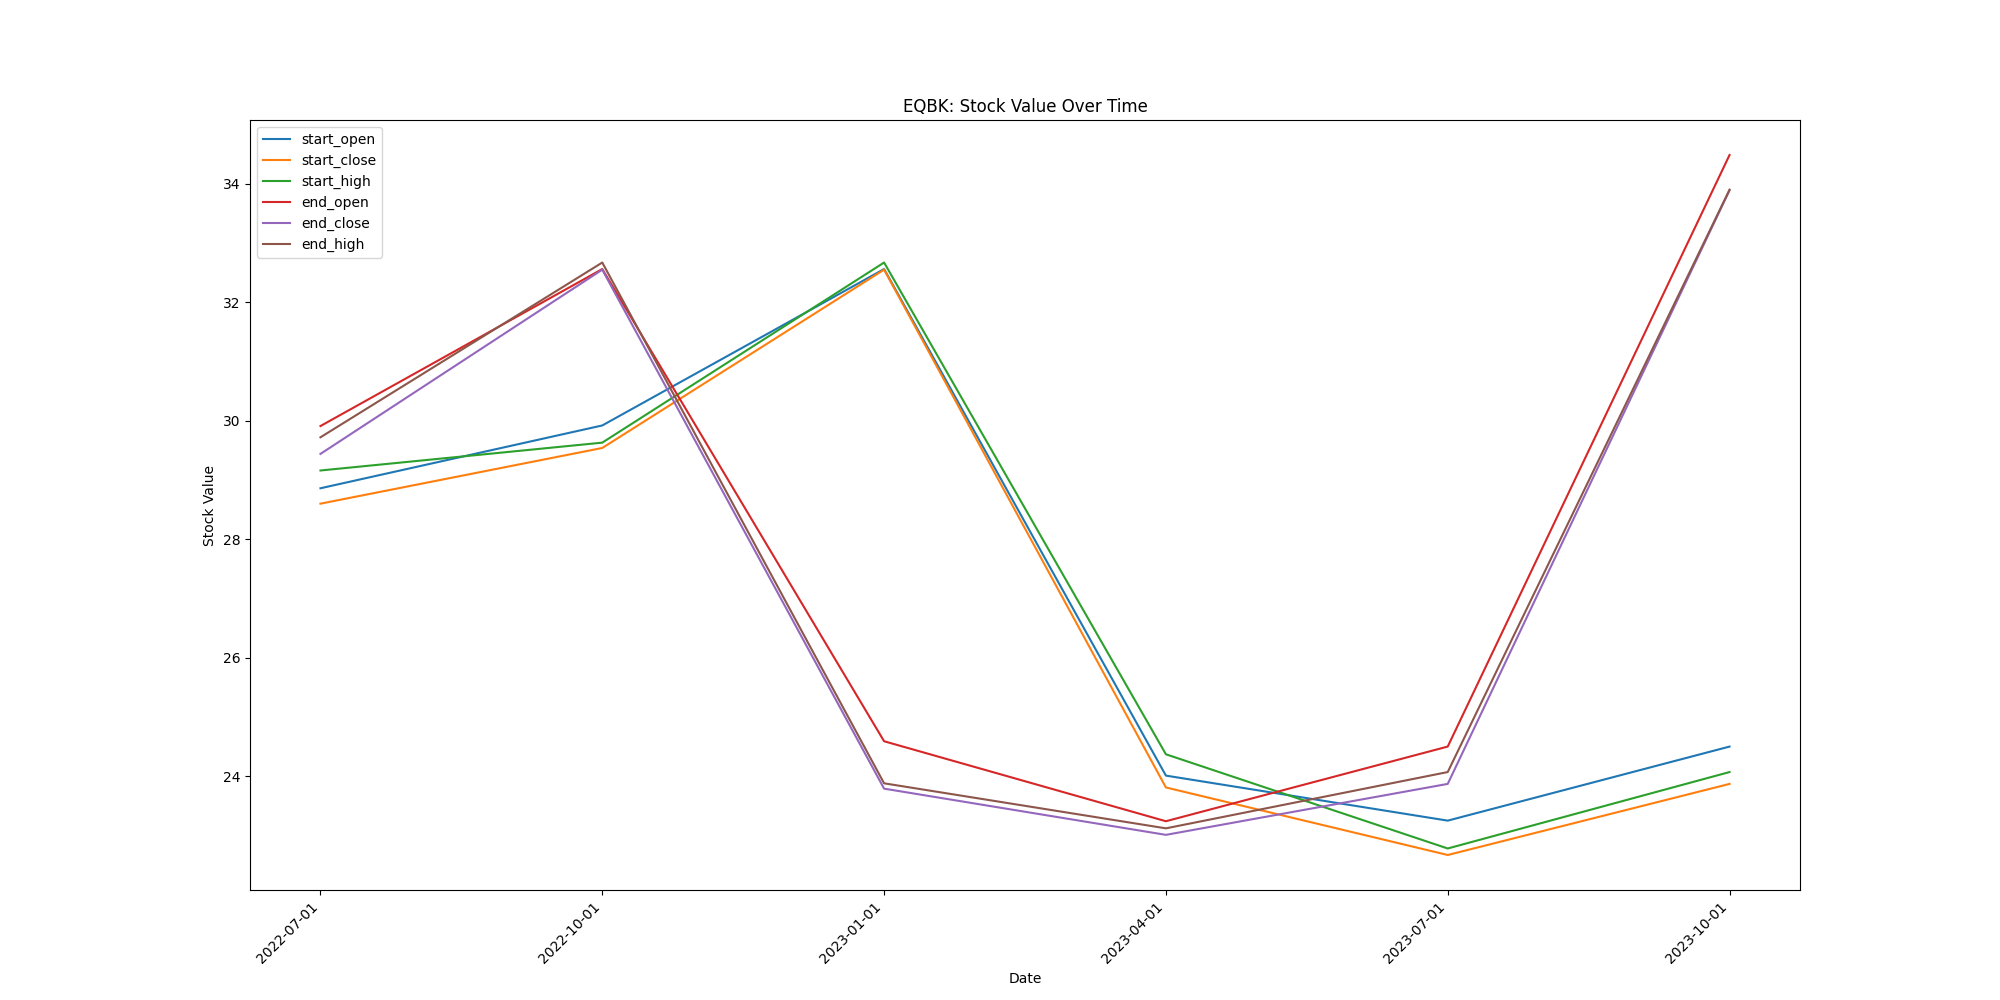 EQBK: Stock Value Over Time
start_open
start_close
start_high
end_open
end_close
end_high
Stock Value
34
32
30
28
26
24
2022-07-01
2022-10-01
2023-01-01
2023-04-01
2023-07-01
2023-10-01
Date